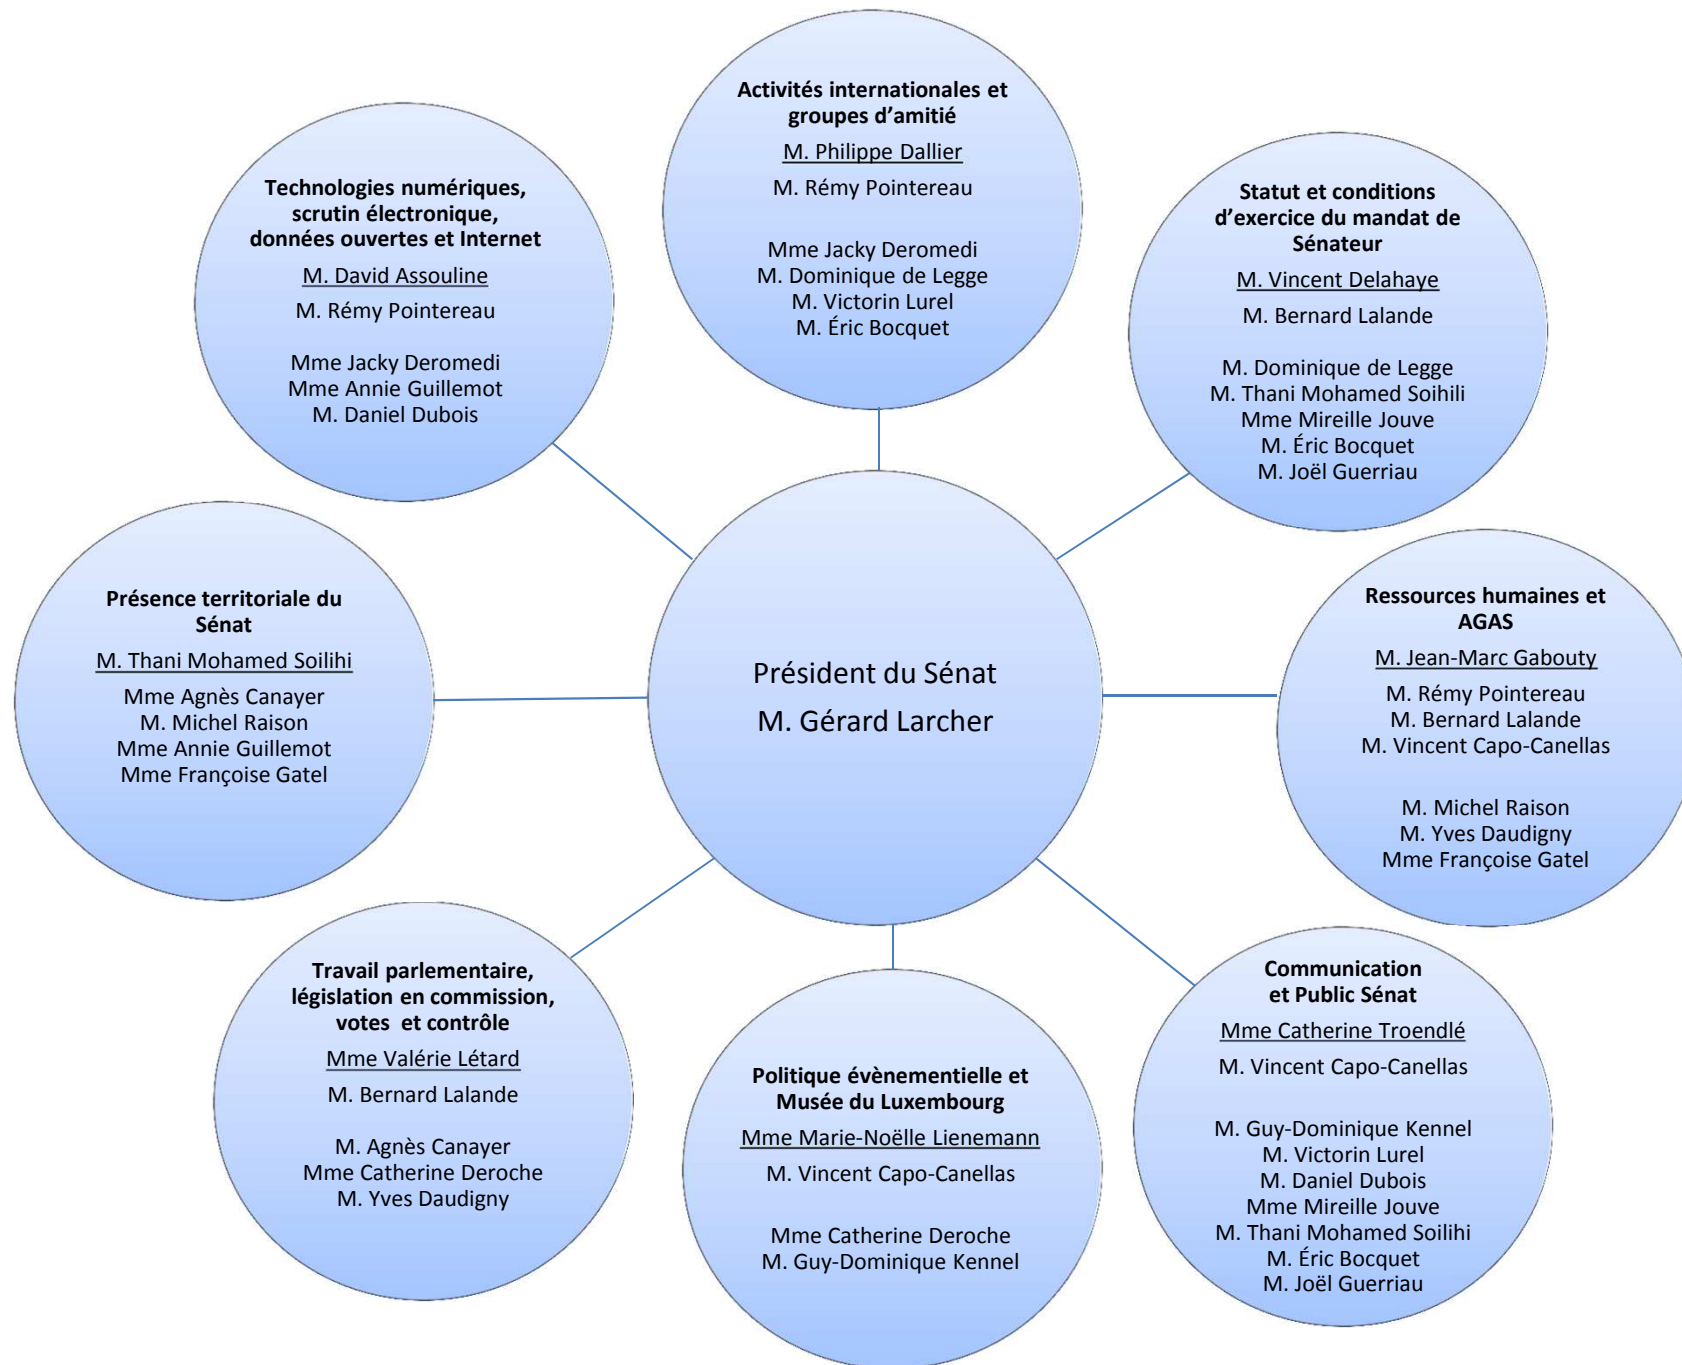 Activités internationales et
groupes d’amitié
M. Philippe Dallier
M. Rémy Pointereau
Mme Jacky Deromedi
M. Dominique de Legge
M. Victorin Lurel
M. Éric Bocquet
Technologies numériques,
scrutin électronique,
données ouvertes et Internet
M. David Assouline
M. Rémy Pointereau
Mme Jacky Deromedi
Mme Annie Guillemot
M. Daniel Dubois
Statut et conditions
d’exercice du mandat de
Sénateur
M. Vincent Delahaye
M. Bernard Lalande
M. Dominique de Legge
M. Thani Mohamed Soihili
Mme Mireille Jouve
M. Éric Bocquet
M. Joël Guerriau
Présence territoriale du
Sénat
M. Thani Mohamed Soilihi
Mme Agnès Canayer
M. Michel Raison
Mme Annie Guillemot
Mme Françoise Gatel
Président du Sénat
M. Gérard Larcher
Ressources humaines et
AGAS
M. Jean-Marc Gabouty
M. Rémy Pointereau
M. Bernard Lalande
M. Vincent Capo-Canellas
M. Michel Raison
M. Yves Daudigny
Mme Françoise Gatel
Travail parlementaire,
législation en commission,
votes  et contrôle
Mme Valérie Létard
M. Bernard Lalande
M. Agnès Canayer
Mme Catherine Deroche
M. Yves Daudigny
Politique évènementielle et
Musée du Luxembourg
Mme Marie-Noëlle Lienemann
M. Vincent Capo-Canellas
Mme Catherine Deroche
M. Guy-Dominique Kennel
Communication
et Public Sénat
Mme Catherine Troendlé
M. Vincent Capo-Canellas
M. Guy-Dominique Kennel
M. Victorin Lurel
M. Daniel Dubois
Mme Mireille Jouve
M. Thani Mohamed Soilihi
M. Éric Bocquet
M. Joël Guerriau